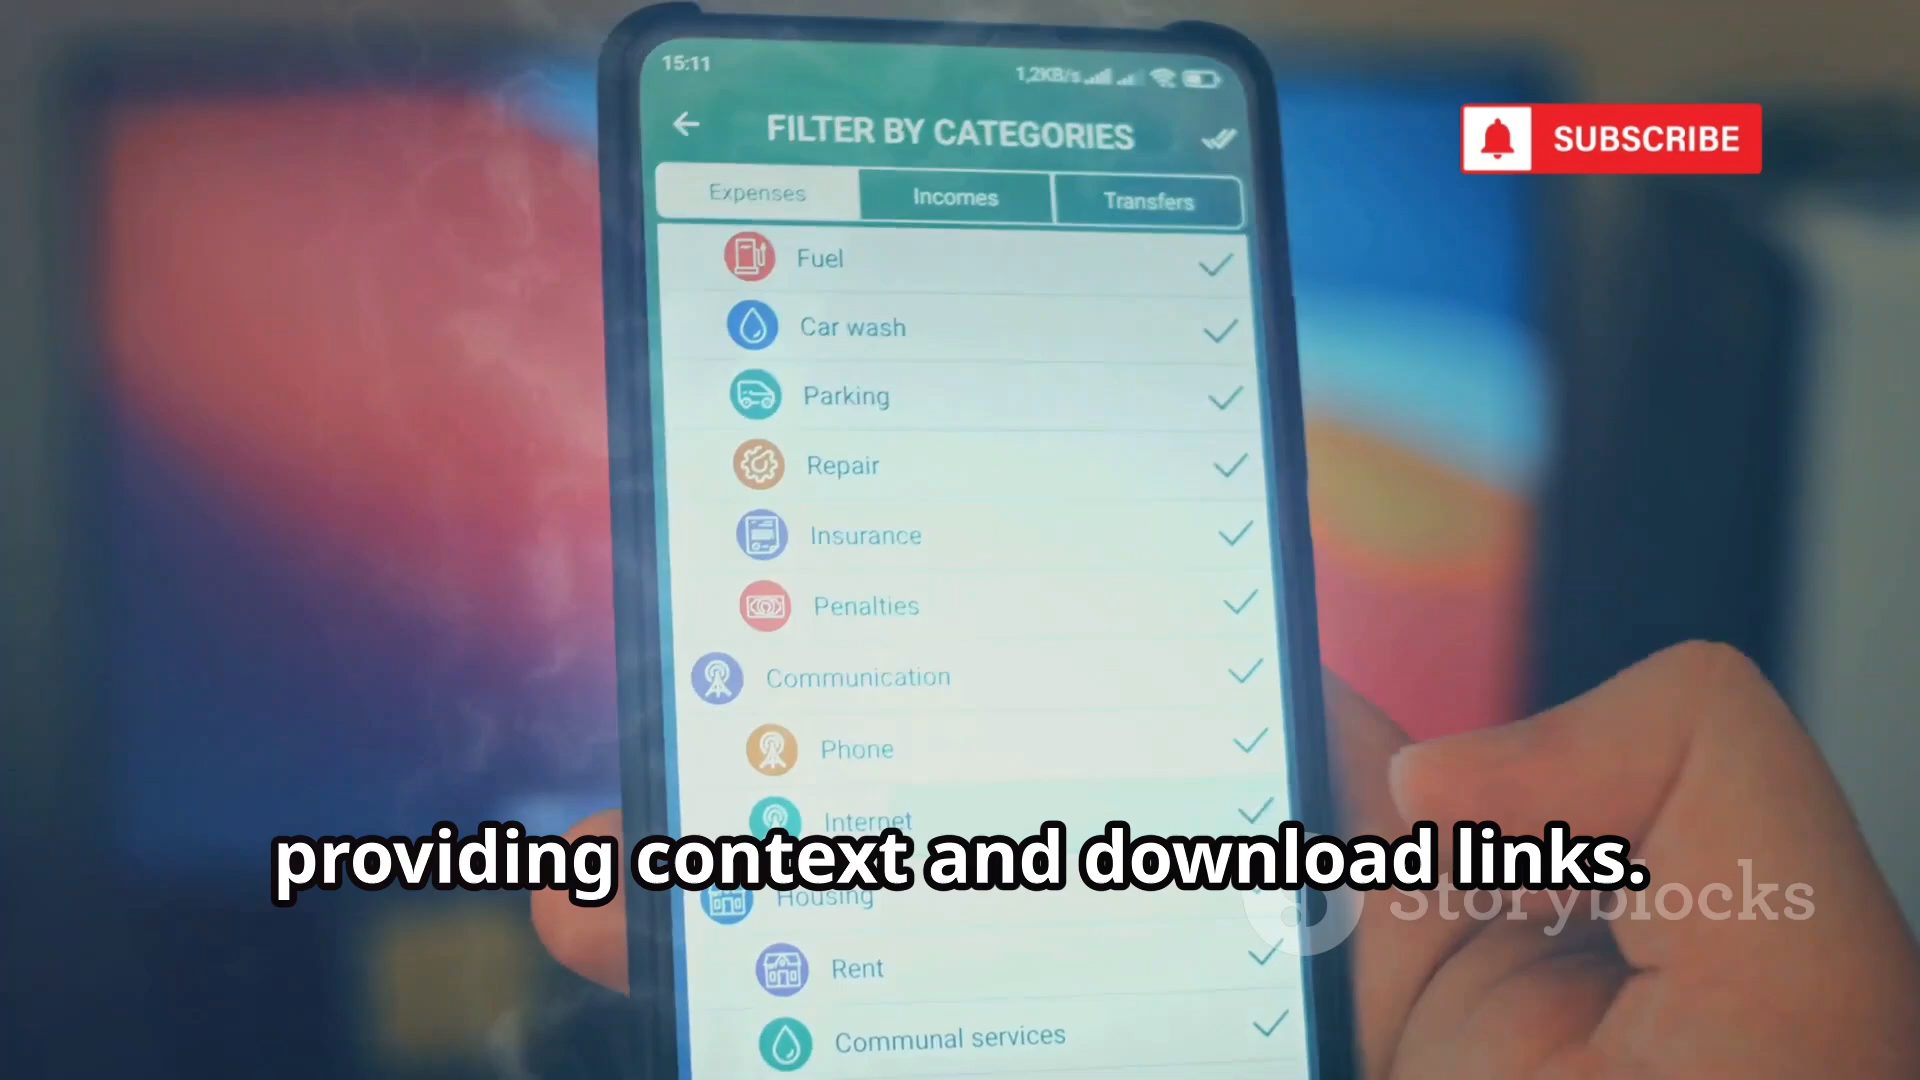 15:11
1,2KB/s
FILTER BY CATEGORIES
SUBSCRIBE
Expenses
Incomes
Transfers
Fuel
Car wash
Parking
Repair
Insurance
Penalties
Communication
Phone
Internet
providing context and download links.
Housing
Storyblocks
Rent
Communal services